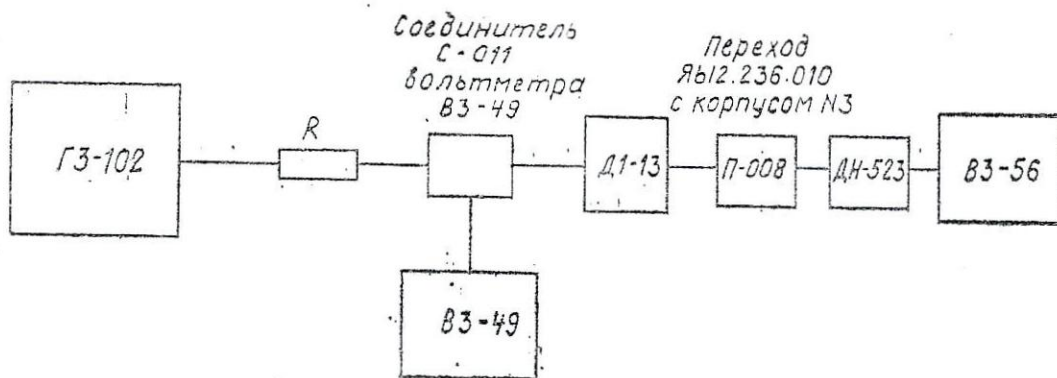 Соединитель
С-011
вольтметра
В3-49
Переход
ЯЫ2.236.010
с корпусом N3
Г3-102
R
Д1-13
П-008
ДН-523
В3-56
В3-49